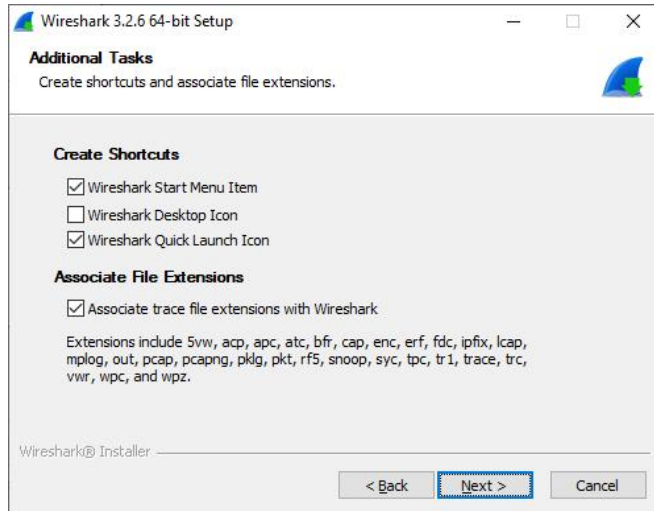 Wireshark 3.2.6 64-bit Setup
Additional Tasks
Create shortcuts and associate file extensions.
Create Shortcuts
Wireshark Start Menu Item
Wireshark Desktop Icon
Wireshark Quick Launch Icon
Associate File Extensions
Associate trace file extensions with Wireshark
Extensions include 5vw, acp, apc, atc, bfr, cap, enc, erf, fdc, ipfix, lcap,
mplog, out, pcap, pcapng, pklg, pkt, rf5, snoop, syc, tpc, tr1, trace, trc,
vwr, wpc, and wpz.
Wireshark® Installer
< Back Next > Cancel